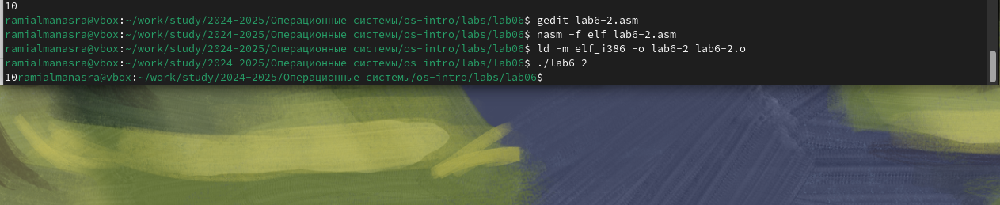 10
ramialmanasra@vbox:~/work/study/2024-2025/Операционные системы/os-intro/labs/lab06$ gedit lab6-2.asm
ramialmanasra@vbox:~/work/study/2024-2025/Операционные системы/os-intro/labs/lab06$ nasm -f elf lab6-2.asm
ramialmanasra@vbox:~/work/study/2024-2025/Операционные системы/os-intro/labs/lab06$ ld -m elf_i386 -o lab6-2 lab6-2.o
ramialmanasra@vbox:~/work/study/2024-2025/Операционные системы/os-intro/labs/lab06$ ./lab6-2
10ramialmanasra@vbox:~/work/study/2024-2025/Операционные системы/os-intro/labs/lab06$